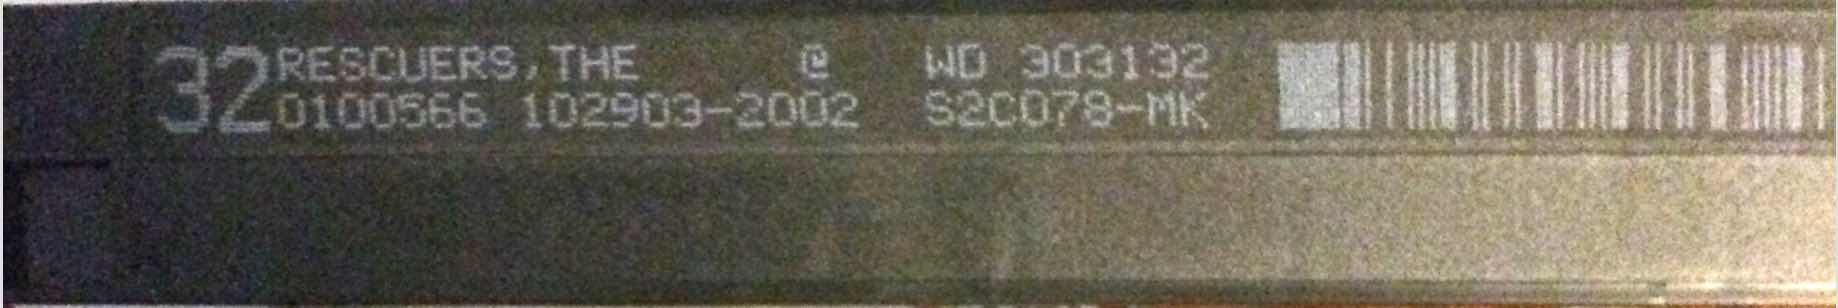 32 RESCUERS,THE @ WD 303132
0100566 102903-2002 S2C078-MK